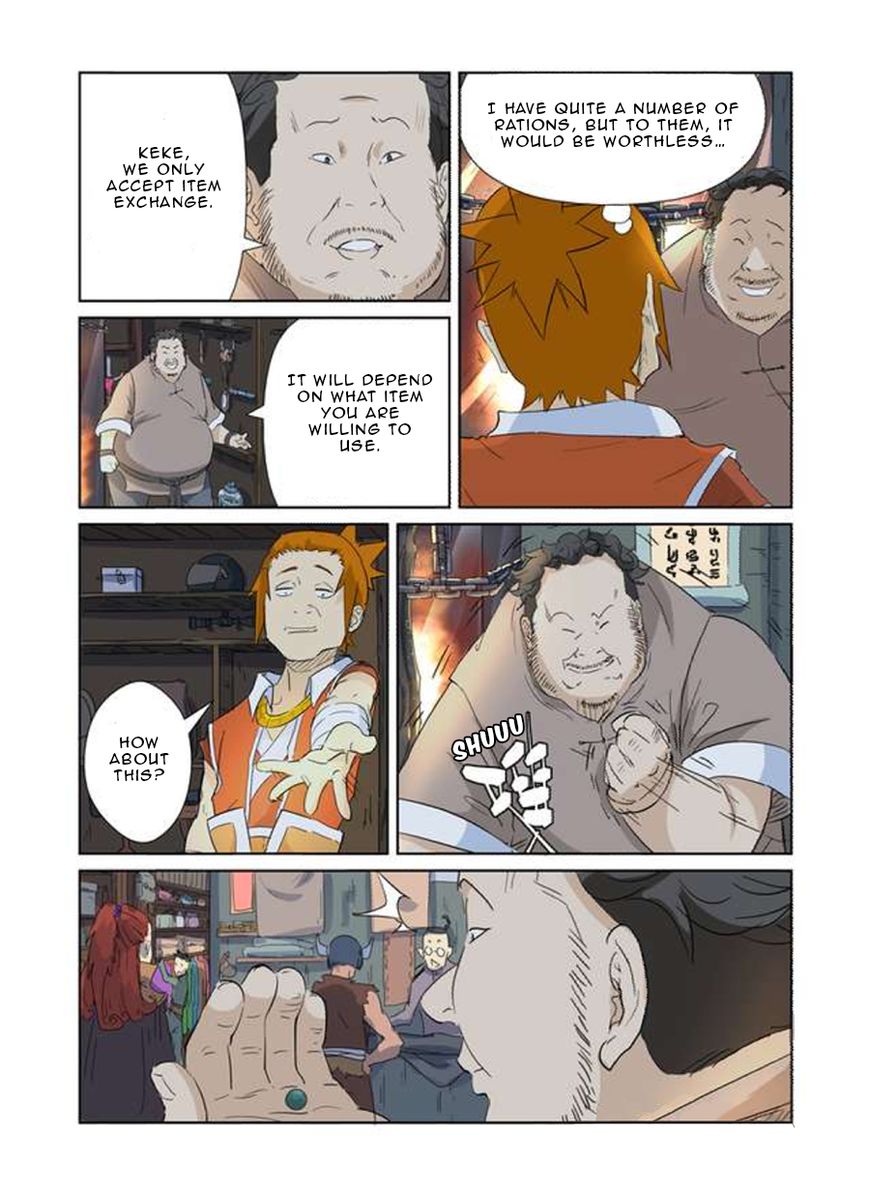 KEKE,
WE ONLY
ACCEPT ITEM
EXCHANGE.
I HAVE QUITE A NUMBER OF
RATIONS, BUT TO THEM, IT
WOULD BE WORTHLESS...
IT WILL DEPEND
ON WHAT ITEM
YOU ARE
WILLING TO
USE.
HOW
ABOUT
THIS?
SHUUU